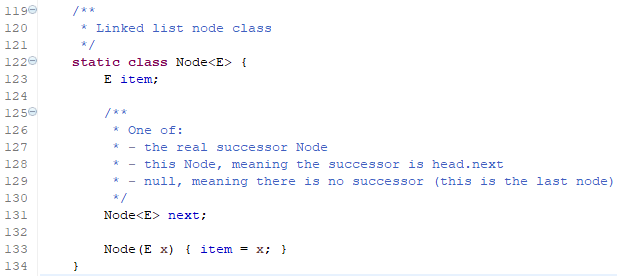 119 /**
120 * Linked list node class
121 */
122 static class Node<E> {
123 E item;
124
125 /**
126 * One of:
127 * - the real successor Node
128 * - this Node, meaning the successor is head.next
129 * - null, meaning there is no successor (this is the last node)
130 */
131 Node<E> next;
132
133 Node(E x) { item = x; }
134 }